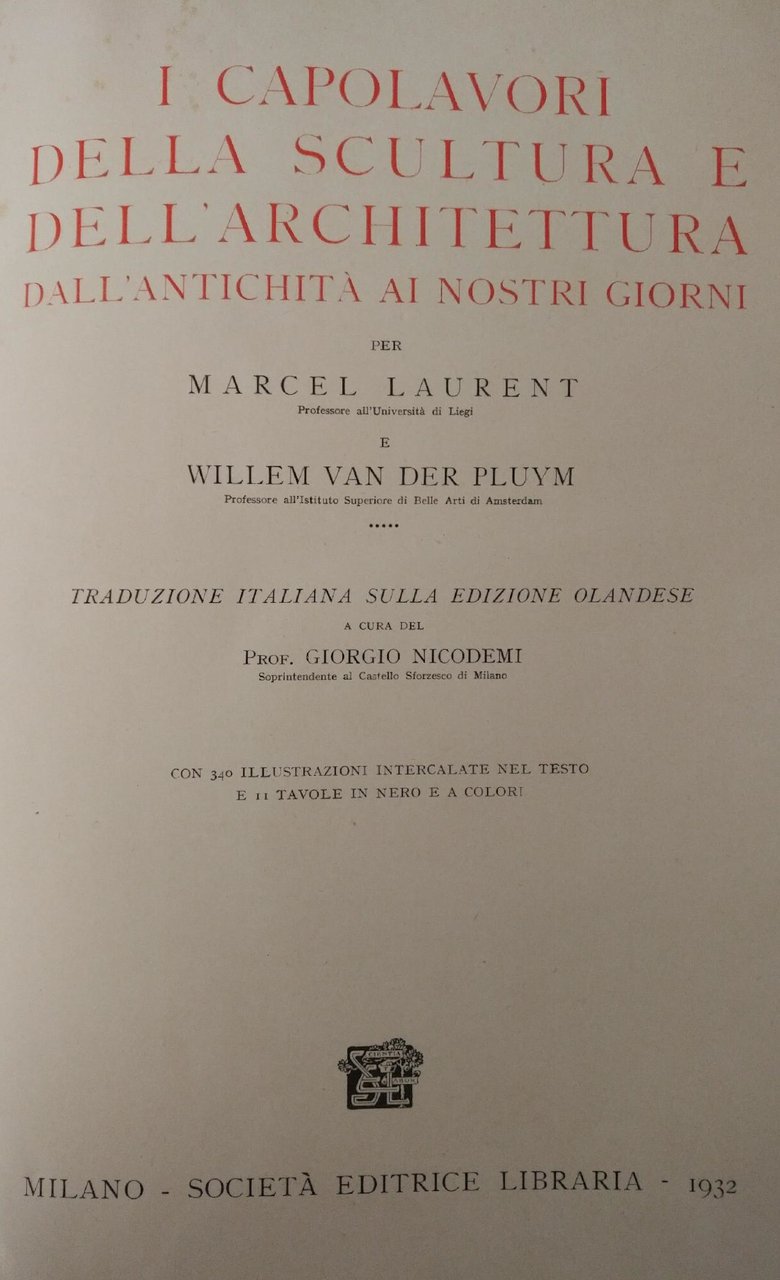 I CAPOLAVORI
DELLA SCULTURA E
DELL'ARCHITETTURA
DALL'ANTICHITÀ AI NOSTRI GIORNI
PER
MARCEL LAURENT
Professore all'Università di Liegi
E
WILLEM VAN DER PLUYM
Professore all'Istituto Superiore di Belle Arti di Amsterdam
•••••
TRADUZIONE ITALIANA SULLA EDIZIONE OLANDESE
A CURA DEL
PROF. GIORGIO NICODEMI
Soprintendente al Castello Sforzesco di Milano
CON 340 ILLUSTRAZIONI INTERCALATE NEL TESTO
E 11 TAVOLE IN NERO E A COLORI
MILANO - SOCIETÀ EDITRICE LIBRARIA - 1932